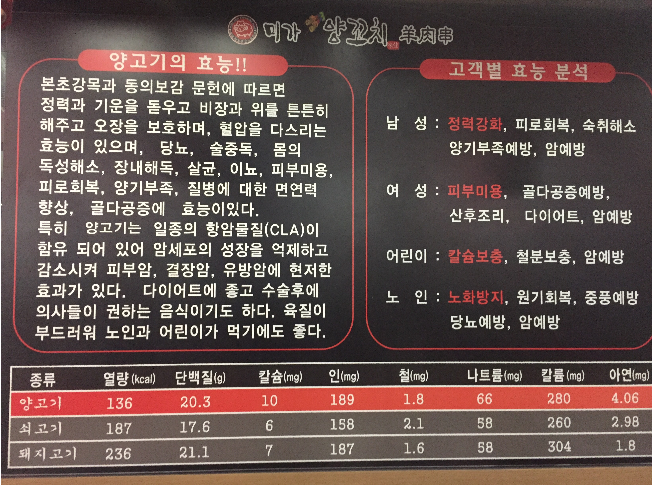 미가 양꼬치 羊肉串
양고기의 효능!!
본초강목과 동의보감 문헌에 따르면
정력과 기운을 돋우고 비장과 위를 튼튼히
해주고 오장을 보호하며, 혈압을 다스리는
효능이 있으며, 당뇨, 술중독, 몸의
독성해소, 장내해독, 살균, 이뇨, 피부미용,
피로회복, 양기부족, 질병에 대한 면연력
향상, 골다공증에 효능이있다.
특히 양고기는 일종의 항암물질(CLA)이
함유 되어 있어 암세포의 성장을 억제하고
감소시켜 피부암, 결장암, 유방암에 현저한
효과가 있다. 다이어트에 좋고 수술후에
의사들이 권하는 음식이기도 하다. 육질이
부드러워 노인과 어린이가 먹기에도 좋다.
고객별 효능 분석
남 성 : 정력강화, 피로회복, 숙취해소
양기부족예방, 암예방
여 성 : 피부미용, 골다공증예방,
산후조리, 다이어트, 암예방
어린이 : 칼슘보충, 철분보충, 암예방
노 인 : 노화방지, 원기회복, 중풍예방
당뇨예방, 암예방
종류 열량(kcal) 단백질(g) 칼슘(mg) 인(mg) 철(mg) 나트륨(mg) 칼륨(mg) 아연(mg)
양고기 136 20.3 10 189 1.8 66 280 4.06
쇠고기 187 17.6 6 158 2.1 58 260 2.98
돼지고기 236 21.1 7 187 1.6 58 304 1.8